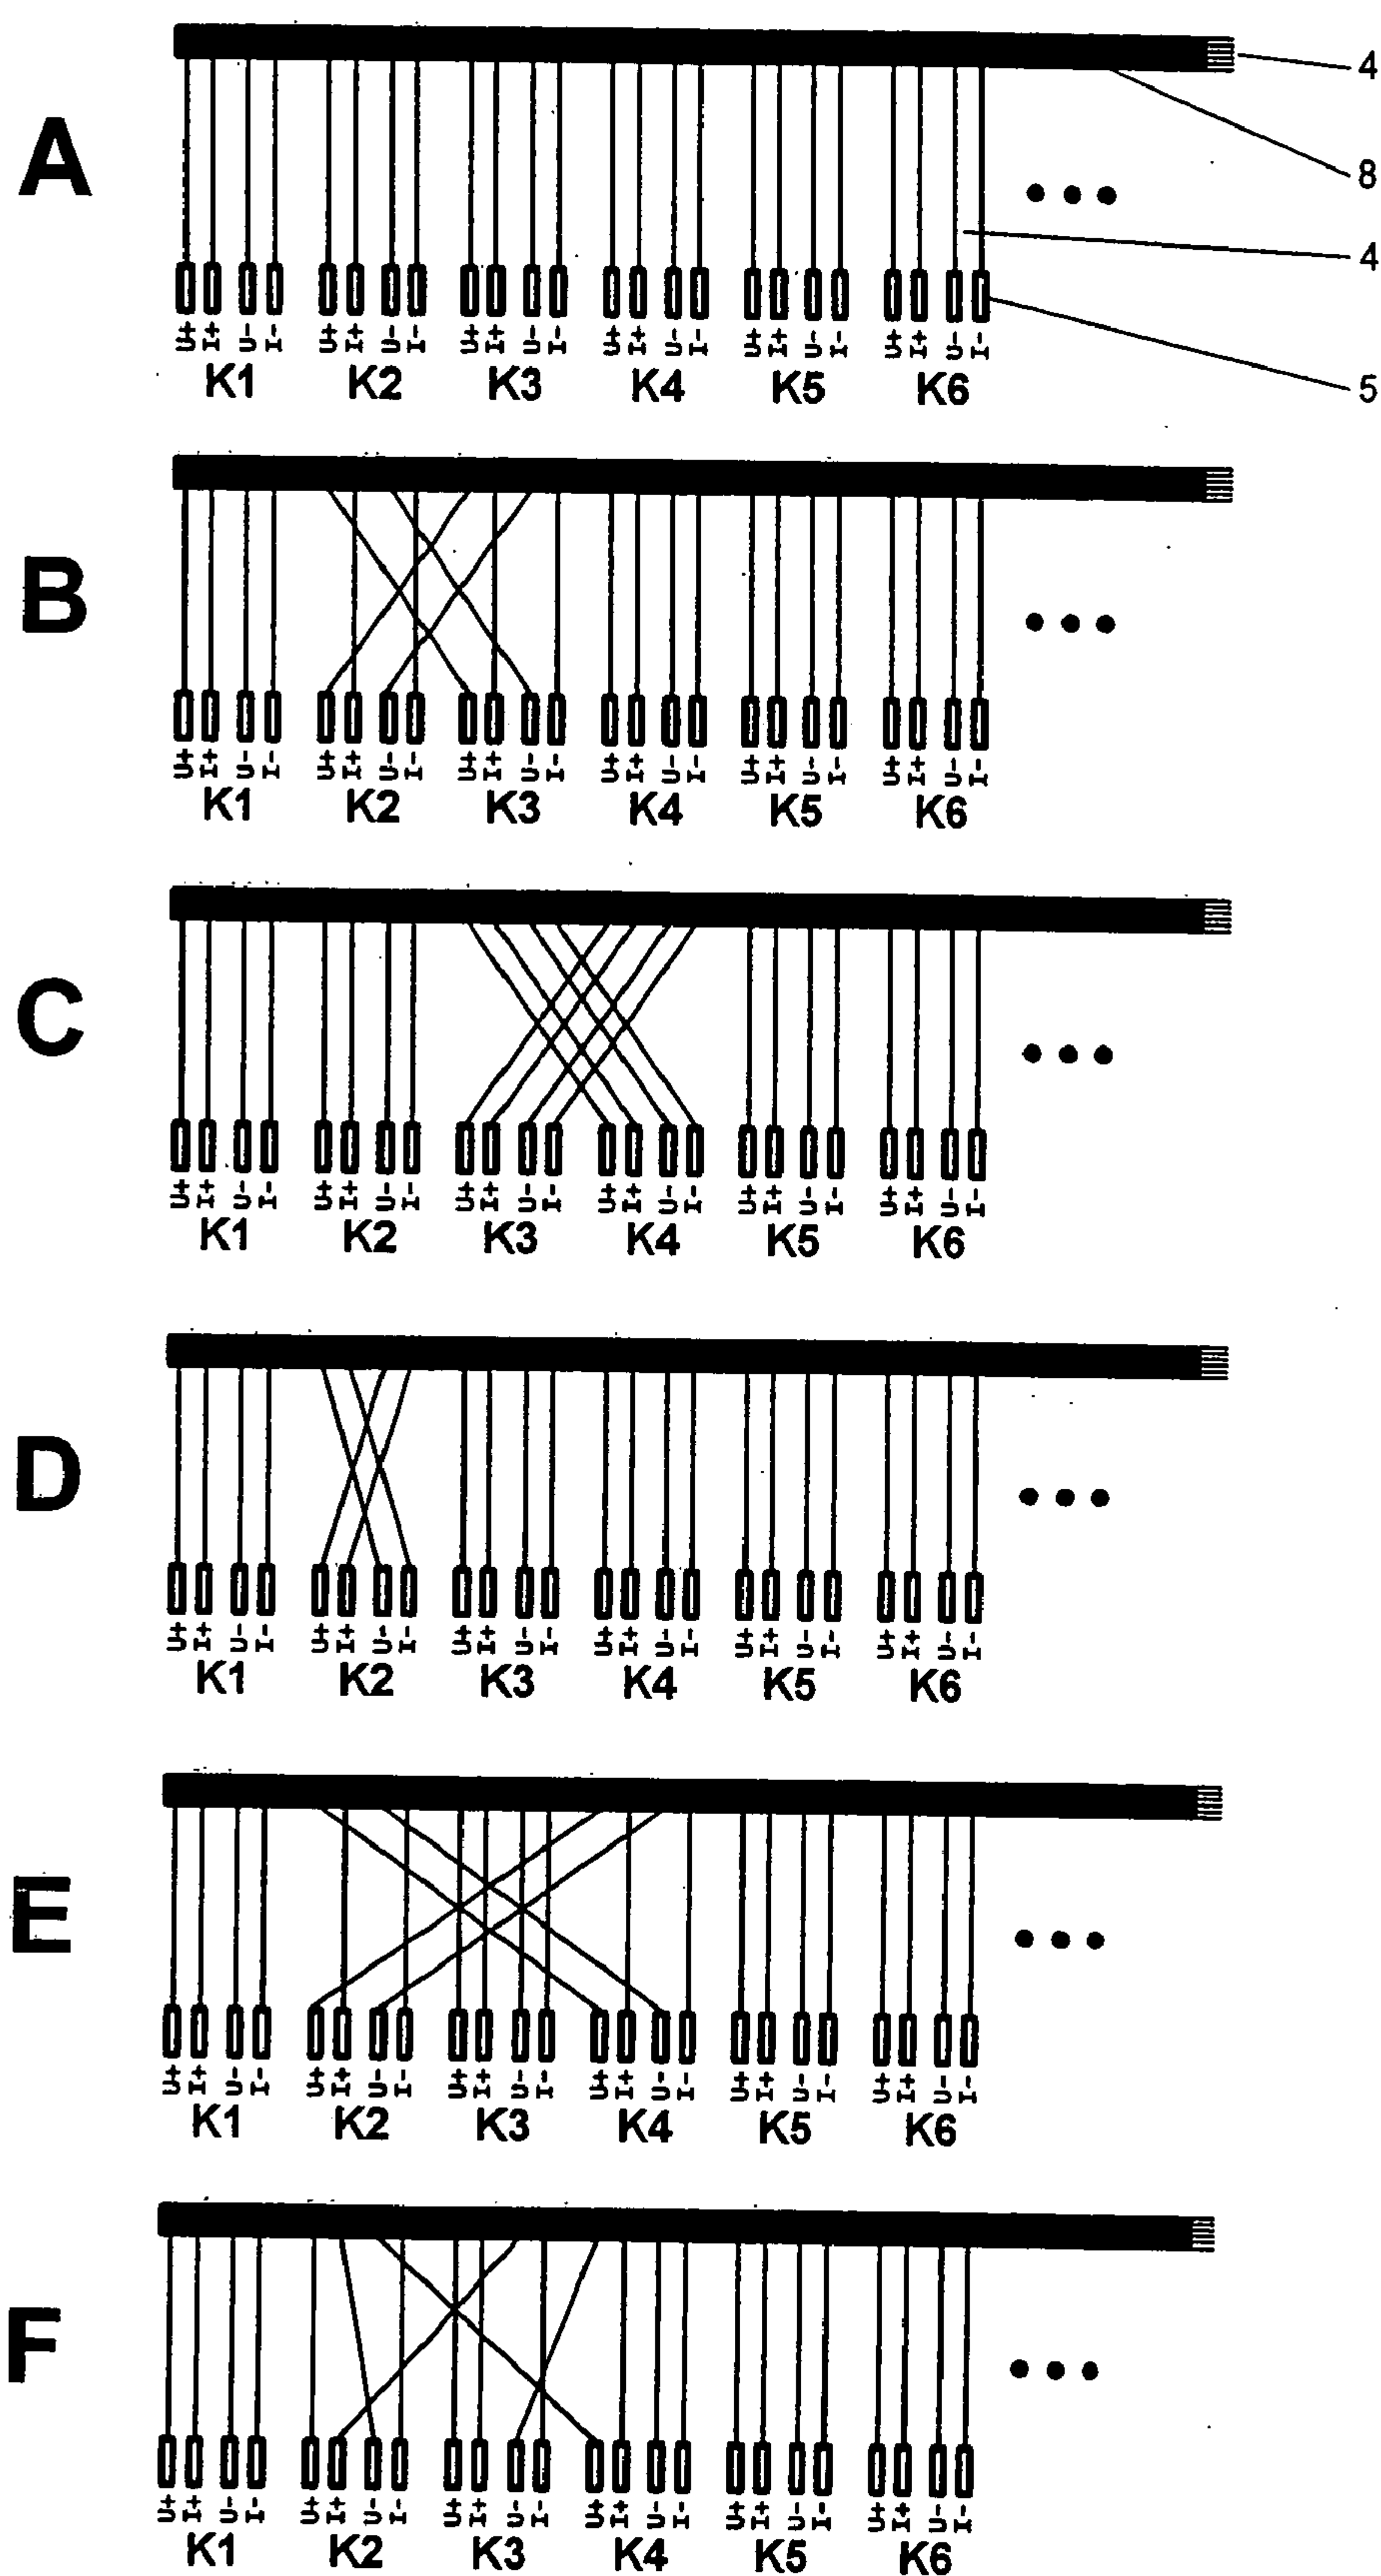 A
4
8
4
5
U+ I+ U- I- U+ I+ U- I- U+ I+ U- I- U+ I+ U- I- U+ I+ U- I- U+ I+ U- I-
K1 K2 K3 K4 K5 K6
B
U+ I+ U- I- U+ I+ U- I- U+ I+ U- I- U+ I+ U- I- U+ I+ U- I- U+ I+ U- I-
K1 K2 K3 K4 K5 K6
C
U+ I+ U- I- U+ I+ U- I- U+ I+ U- I- U+ I+ U- I- U+ I+ U- I- U+ I+ U- I-
K1 K2 K3 K4 K5 K6
D
U+ I+ U- I- U+ I+ U- I- U+ I+ U- I- U+ I+ U- I- U+ I+ U- I- U+ I+ U- I-
K1 K2 K3 K4 K5 K6
E
U+ I+ U- I- U+ I+ U- I- U+ I+ U- I- U+ I+ U- I- U+ I+ U- I- U+ I+ U- I-
K1 K2 K3 K4 K5 K6
F
U+ I+ U- I- U+ I+ U- I- U+ I+ U- I- U+ I+ U- I- U+ I+ U- I- U+ I+ U- I-
K1 K2 K3 K4 K5 K6